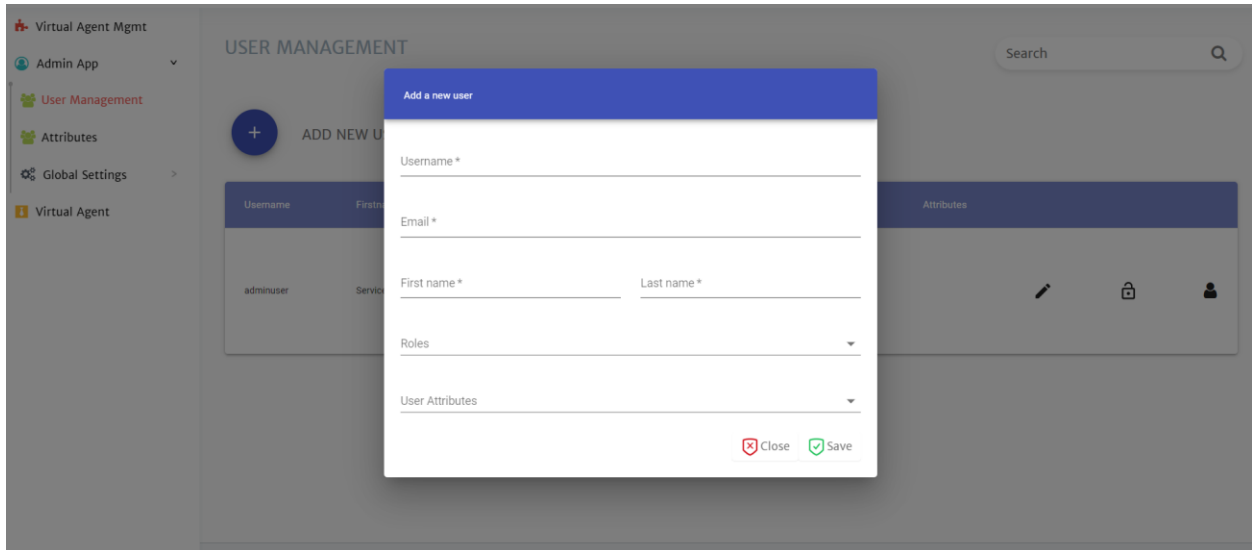 Virtual Agent Mgmt
Admin App
User Management
Attributes
Global Settings
Virtual Agent
USER MANAGEMENT
Search
ADD NEW U
Username Firstn Attributes
adminuser Service
Add a new user
Username *
Email *
First name * Last name *
Roles
User Attributes
Close Save